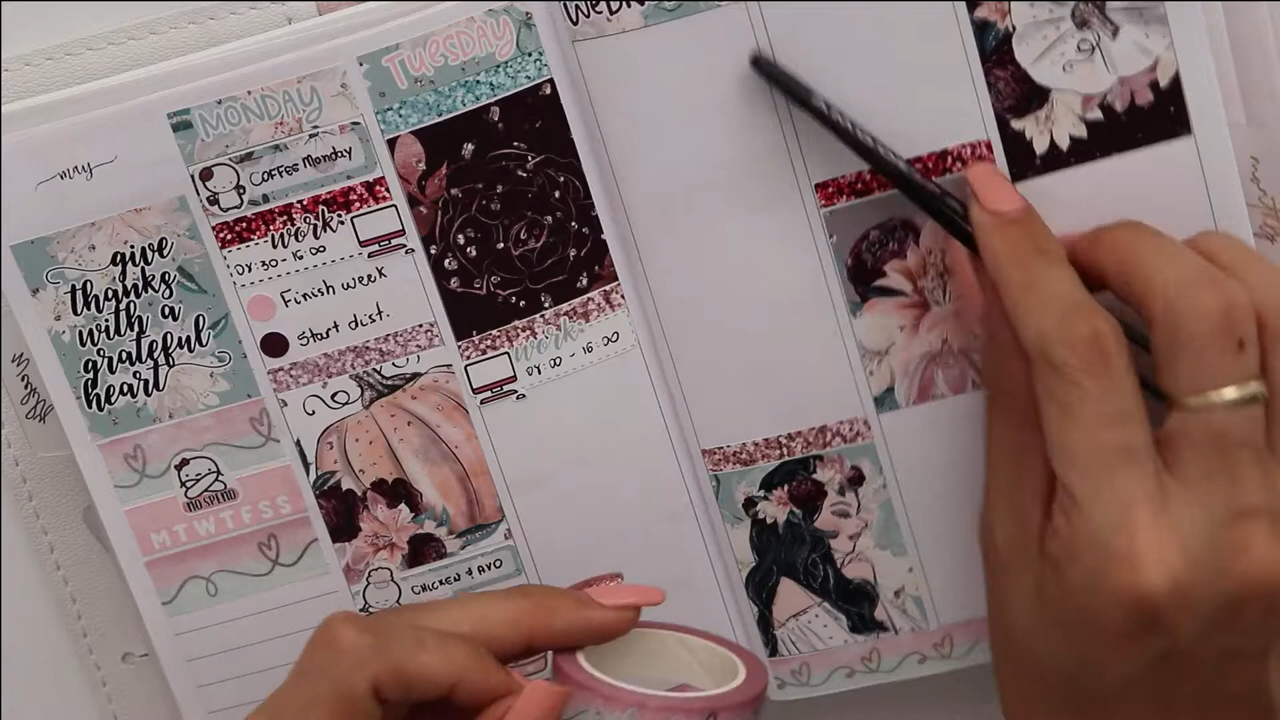 may
give
thanks
with a
grateful
heart
NO SPEND
M T W T F S S
MONDAY
COFFEE Monday
work:
07:30-16:00
Finish week
Start dist.
CHICKEN & AVO
TUESDAY
work:
07:00 - 16:00